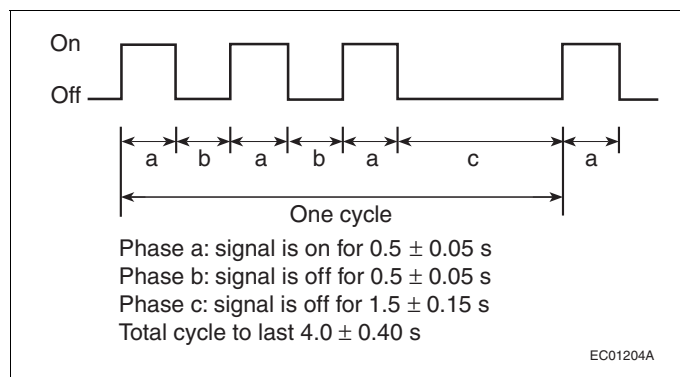 On
Off
a b a b a c a
One cycle
Phase a: signal is on for 0.5 ± 0.05 s
Phase b: signal is off for 0.5 ± 0.05 s
Phase c: signal is off for 1.5 ± 0.15 s
Total cycle to last 4.0 ± 0.40 s
EC01204A